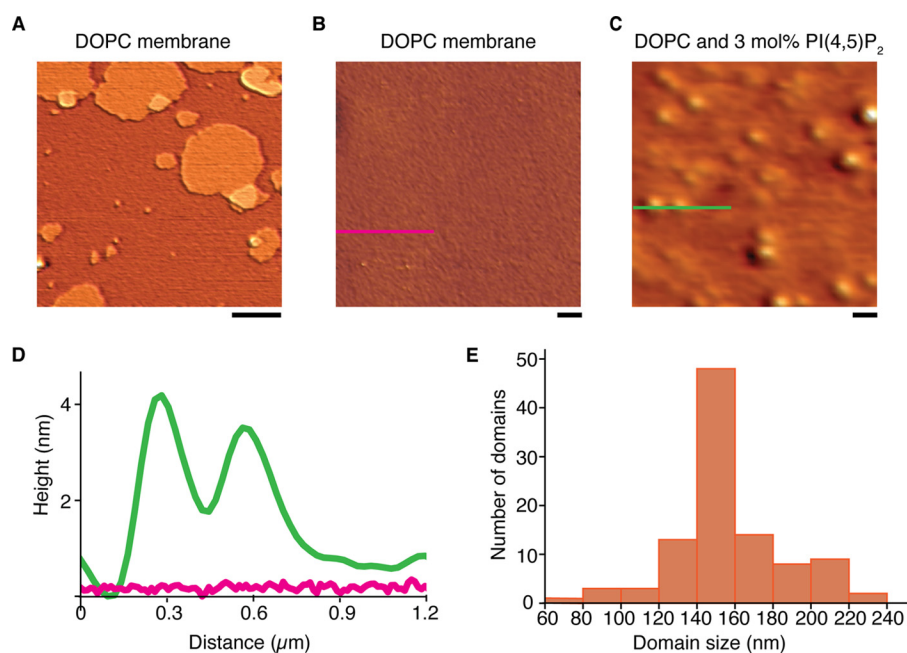 A
DOPC membrane
B
DOPC membrane
C
DOPC and 3 mol% PI(4,5)P₂
D
Height (nm)
4
2
0 0.3 0.6 0.9 1.2
Distance (µm)
E
Number of domains
50
40
30
20
10
0
60 80 100 120 140 160 180 200 220 240
Domain size (nm)